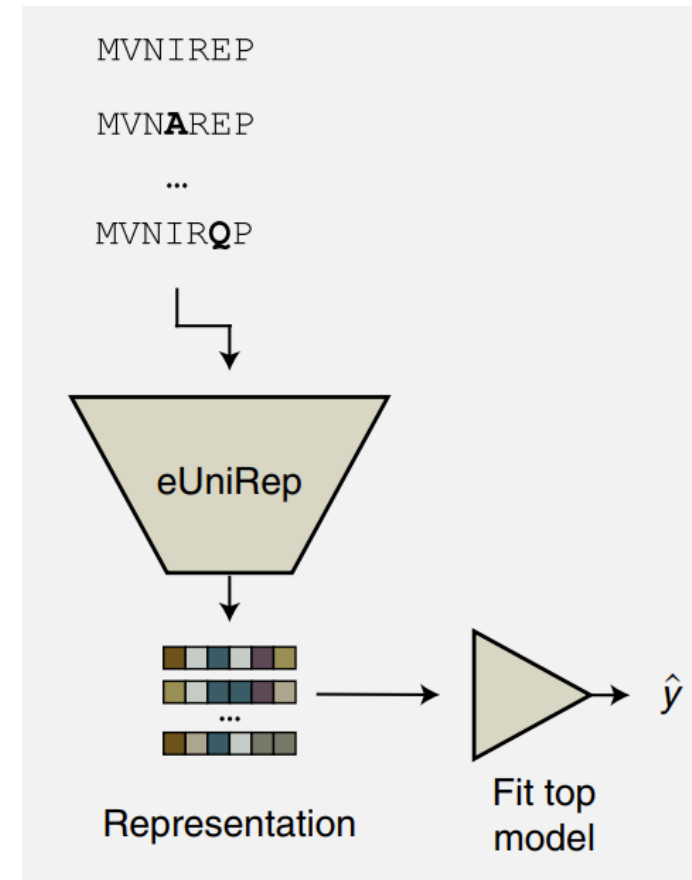 MVNIREP
MVNAREP
...
MVNIRQP
eUniRep
...
ŷ
Representation
Fit top
model